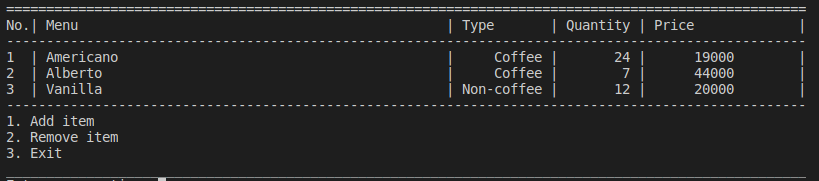 ====================================================================================================
No.| Menu | Type | Quantity | Price |
----------------------------------------------------------------------------------------------------
1 | Americano | Coffee | 24 | 19000 |
2 | Alberto | Coffee | 7 | 44000 |
3 | Vanilla | Non-coffee | 12 | 20000 |
----------------------------------------------------------------------------------------------------
1. Add item
2. Remove item
3. Exit